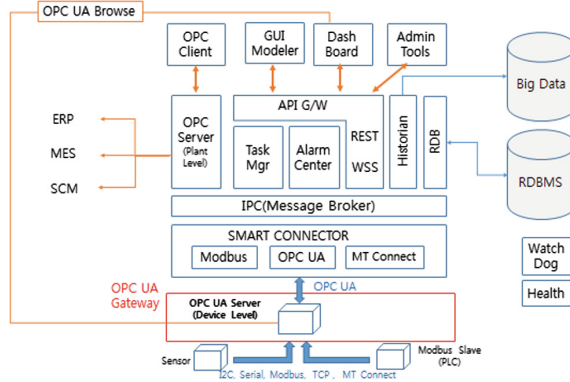 OPC UA Browse
OPC
Client
GUI
Modeler
Dash
Board
Admin
Tools
Big Data
API G/W
ERP
MES
SCM
OPC
Server
(Plant
Level)
Task
Mgr
Alarm
Center
REST
WSS
Historian
RDB
RDBMS
IPC(Message Broker)
SMART CONNECTOR
Modbus
OPC UA
MT Connect
Watch
Dog
Health
OPC UA
OPC UA
Gateway
OPC UA Server
(Device Level)
Sensor
Modbus Slave
(PLC)
I2C, Serial, Modbus, TCP , MT Connect